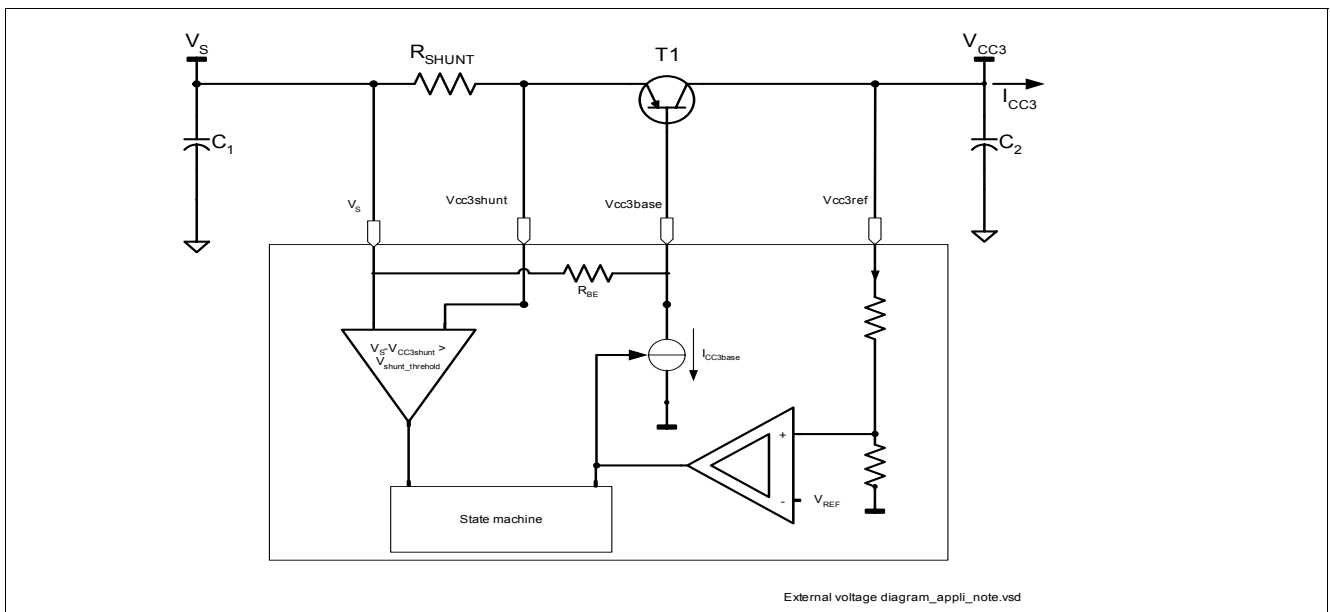 VS
RSHUNT
T1
VCC3
ICC3
C1
C2
VS
Vcc3shunt
Vcc3base
Vcc3ref
RBE
VS-VCC3shunt >
Vshunt_threhold
ICC3base
+
-
VREF
State machine
External voltage diagram_appli_note.vsd